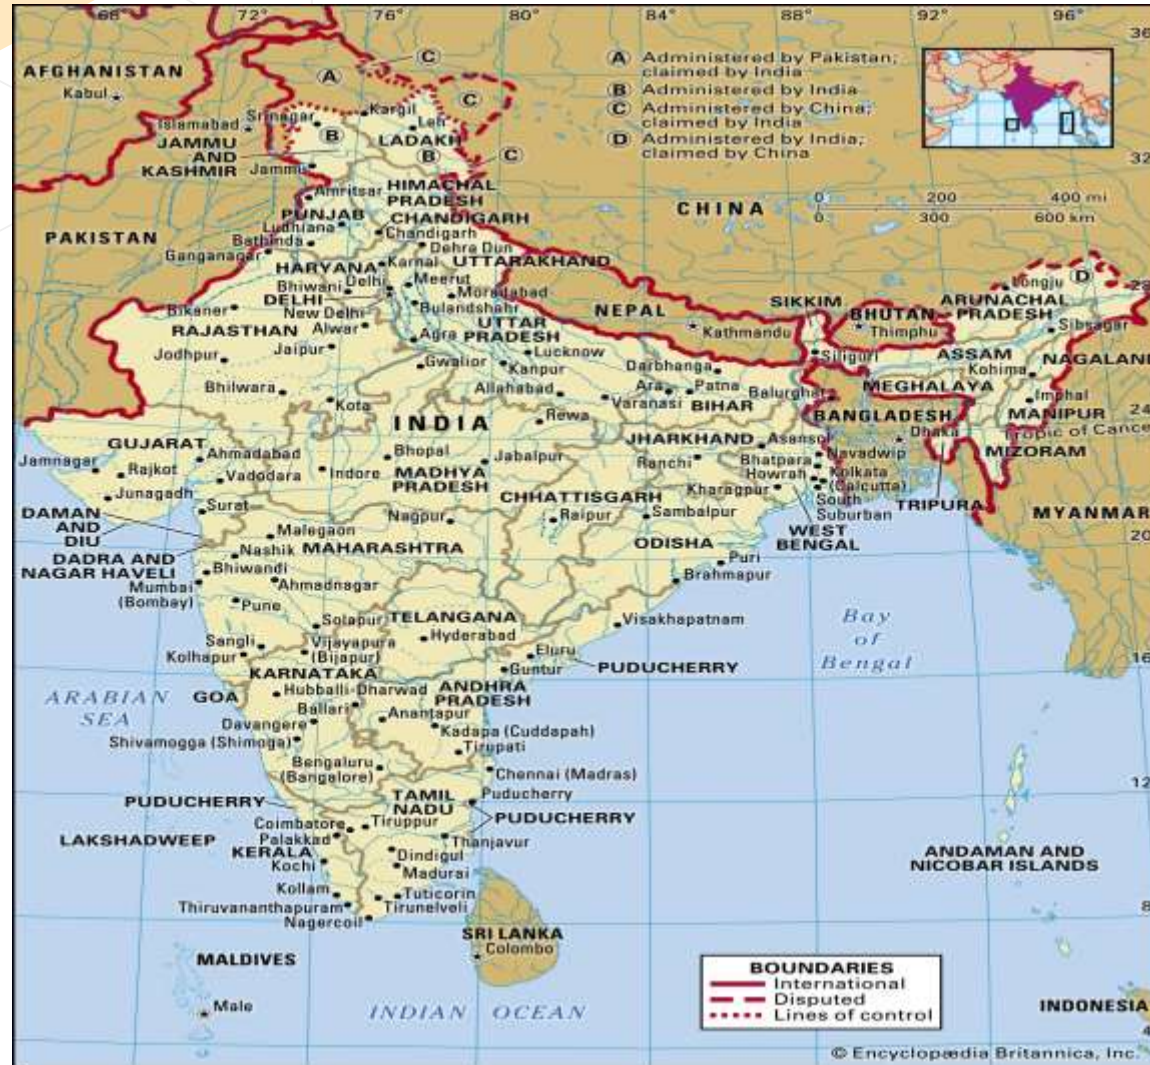 72°
76°
80°
84°
88°
92°
96°
36
AFGHANISTAN
Kabul
A
C
C
A Administered by Pakistan;
claimed by India
B Administered by India
C Administered by China;
claimed by India
D Administered by India;
claimed by China
Islamabad
Srinagar
Kargil
Leh
B
LADAKH
B
C
JAMMU
AND
KASHMIR
Jammu
32
Amritsar
HIMACHAL
PRADESH
0 200 400 mi
0 300 600 km
CHINA
PAKISTAN
PUNJAB
Ludhiana
CHANDIGARH
Chandigarh
Bathinda
Dehra Dun
Ganganagar
HARYANA
Karnal
UTTARAKHAND
Bhiwani
Delhi
Meerut
DELHI
New Delhi
Moradabad
Bulandshahr
Bikaner
RAJASTHAN
Alwar
Agra
UTTAR
PRADESH
NEPAL
Kathmandu
SIKKIM
BHUTAN
Thimphu
Longju
D
28
ARUNACHAL
PRADESH
Sibsagar
Jodhpur
Jaipur
Gwalior
Lucknow
Kanpur
Darbhanga
Siliguri
ASSAM
Kohima
NAGALAND
Bhilwara
Kota
Allahabad
Ara
Patna
Varanasi
BIHAR
Balurghat
MEGHALAYA
Imphal
INDIA
Rewa
BANGLADESH
Dhaka
MANIPUR
24
Tropic of Cance
GUJARAT
Ahmadabad
Bhopal
Jabalpur
JHARKHAND
Asansol
MIZORAM
Jamnagar
Rajkot
Vadodara
Indore
MADHYA
PRADESH
Ranchi
Navadwip
Bhatpara
Howrah
Kolkata
(Calcutta)
Junagadh
Surat
CHHATTISGARH
Kharagpur
South
Suburban
TRIPURA
MYANMAR
DAMAN
AND
DIU
Malegaon
Nagpur
Raipur
Sambalpur
WEST
BENGAL
DADRA AND
NAGAR HAVELI
Nashik
MAHARASHTRA
ODISHA
Puri
20
Bhiwandi
Mumbai
(Bombay)
Ahmadnagar
Brahmapur
Pune
Solapur
TELANGANA
Hyderabad
Visakhapatnam
Bay
of
Bengal
Sangli
Kolhapur
Vijayapura
(Bijapur)
Eluru
Guntur
PUDUCHERRY
16
KARNATAKA
ARABIAN
SEA
GOA
Hubballi-Dharwad
Ballari
ANDHRA
PRADESH
Davangere
Anantapur
Shivamogga (Shimoga)
Kadapa (Cuddapah)
Tirupati
Bengaluru
(Bangalore)
Chennai (Madras)
12
PUDUCHERRY
TAMIL
NADU
Puducherry
PUDUCHERRY
LAKSHADWEEP
Coimbatore
Tiruppur
Palakkad
KERALA
Kochi
Thanjavur
Dindigul
Madurai
ANDAMAN AND
NICOBAR ISLANDS
Kollam
Thiruvananthapuram
Nagercoil
Tuticorin
Tirunelveli
8
SRI LANKA
Colombo
MALDIVES
Male
INDIAN OCEAN
BOUNDARIES
International
Disputed
Lines of control
INDONESIA
4
© Encyclopædia Britannica, Inc.